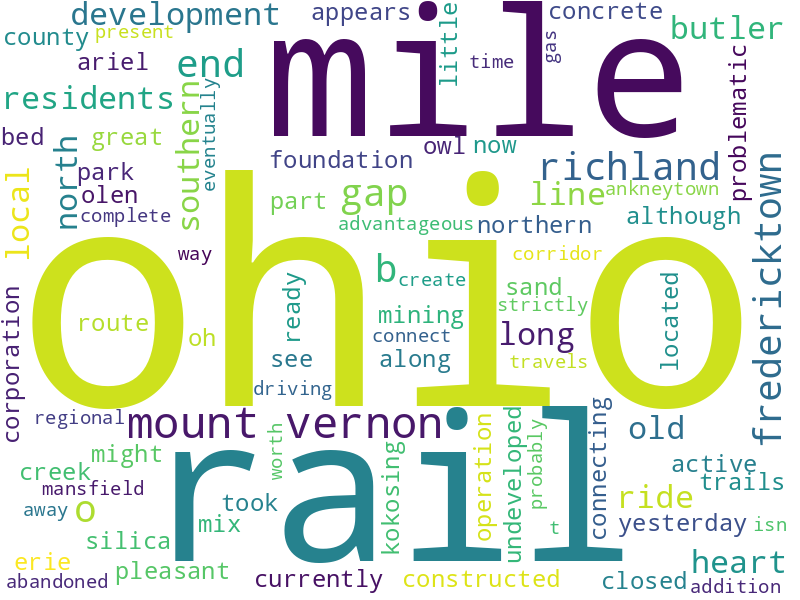 development
appears
mile
concrete
county
present
little
butler
ariel
end
time
gas
residents
southern
eventually
problematic
bed
great
north
park
foundation
owl
now
richland
fredericktown
local
olen
complete
part
gap
line
ankneytown
advantageous
northern
although
way
ohio
corridor
b
create
sand
strictly
located
corporation
route
oh
ready
mining
connect
long
see
along
travels
driving
regional
mount vernon
connecting
old
might
worth
rail
kokosing
operation
undeveloped
probably
active
creek
mansfield
trails
away
o
took
mix
t
ride
yesterday
isn
silica
erie
pleasant
heart
abandoned
currently
constructed
closed
addition